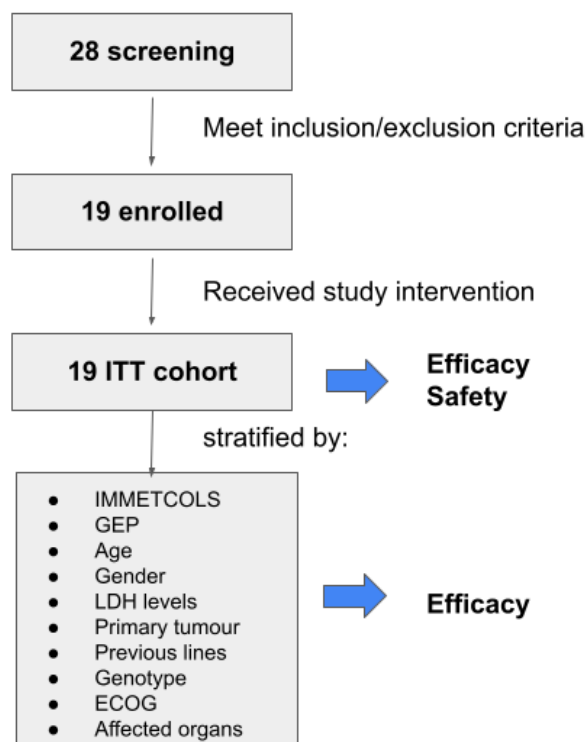 28 screening
Meet inclusion/exclusion criteria
19 enrolled
Received study intervention
19 ITT cohort
Efficacy
Safety
stratified by:
● IMMETCOLS
● GEP
● Age
● Gender
● LDH levels
● Primary tumour
● Previous lines
● Genotype
● ECOG
● Affected organs
Efficacy